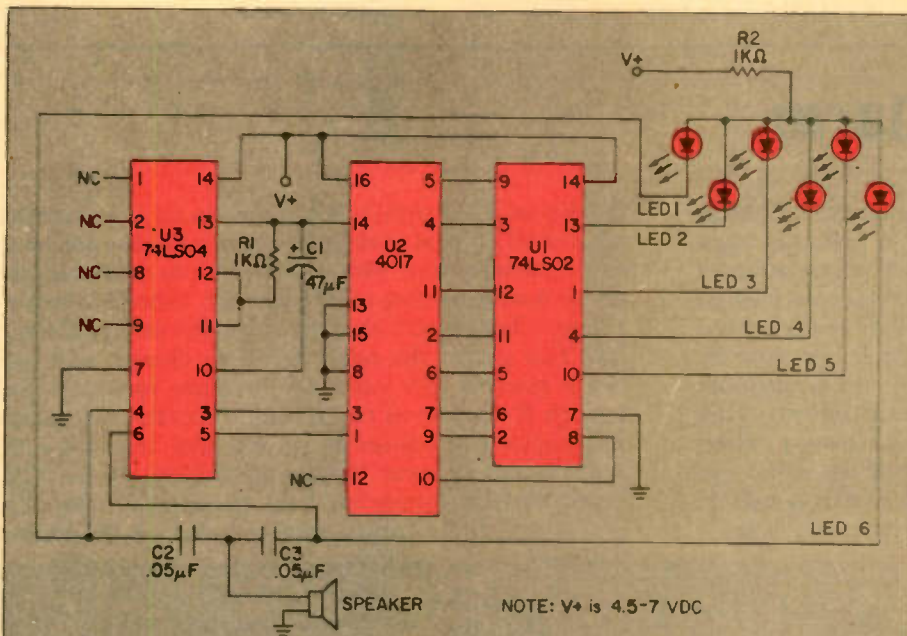 R2
1KΩ
V+
NC
1
14
V+
16
5
9
14
NC
2
13
14
4
3
13
LED 1
LED 2
U3
74LS04
R1
1KΩ
+
C1
47µF
U2
4017
U1
74LS02
NC
8
12
11
12
1
LED 3
NC
9
11
13
15
2
11
4
LED 4
7
10
8
6
5
10
LED 5
4
3
3
7
6
7
6
5
1
9
2
8
NC
12
10
LED 6
C2
.05µF
C3
.05µF
SPEAKER
NOTE: V+ is 4.5-7 VDC